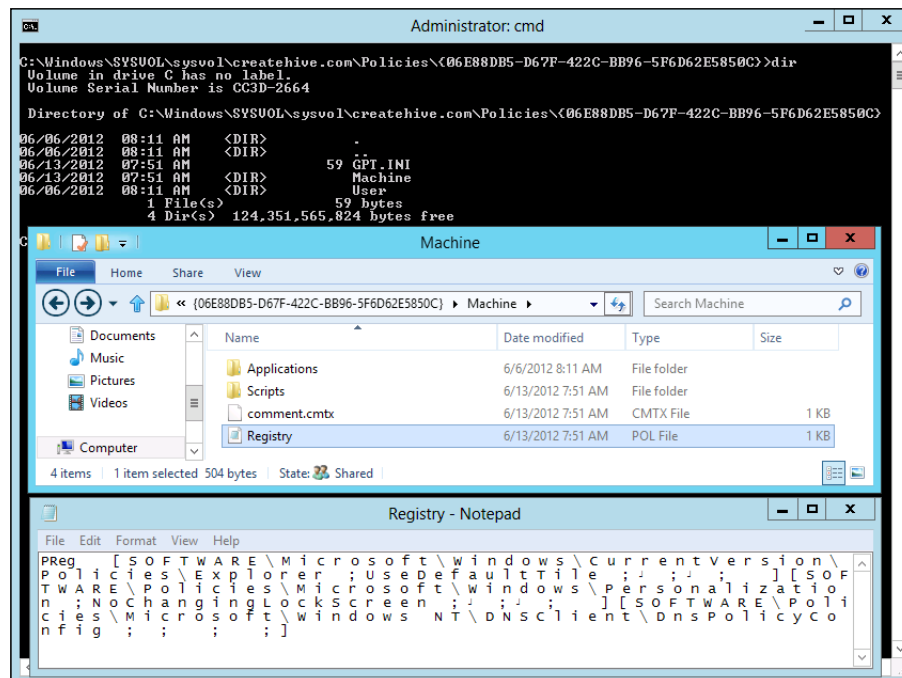 Administrator: cmd
C:\Windows\SYSVOL\sysvol\createhive.com\Policies\{06E88DB5-D67F-422C-BB96-5F6D62E5850C}>dir
Volume in drive C has no label.
Volume Serial Number is CC3D-2664
Directory of C:\Windows\SYSVOL\sysvol\createhive.com\Policies\{06E88DB5-D67F-422C-BB96-5F6D62E5850C}
06/06/2012 08:11 AM <DIR> .
06/06/2012 08:11 AM <DIR> ..
06/13/2012 07:51 AM 59 GPT.INI
06/13/2012 07:51 AM <DIR> Machine
06/06/2012 08:11 AM <DIR> User
1 File(s) 59 bytes
4 Dir(s) 124,351,565,824 bytes free
C
Machine
File Home Share View
« {06E88DB5-D67F-422C-BB96-5F6D62E5850C} Machine Search Machine
Documents
Music
Pictures
Videos
Computer
Name Date modified Type Size
Applications 6/6/2012 8:11 AM File folder
Scripts 6/13/2012 7:51 AM File folder
comment.cmtx 6/13/2012 7:51 AM CMTX File 1 KB
Registry 6/13/2012 7:51 AM POL File 1 KB
4 items 1 item selected 504 bytes State: Shared
Registry - Notepad
File Edit Format View Help
PReg [ S O F T W A R E \ M i c r o s o f t \ W i n d o w s \ C u r r e n t V e r s i o n \
P o l i c i e s \ E x p l o r e r ; U s e D e f a u l t T i l e ; ; ; ] [ S O F
T W A R E \ P o l i c i e s \ M i c r o s o f t \ W i n d o w s \ P e r s o n a l i z a t i o
n ; N o C h a n g i n g L o c k S c r e e n ; ; ; ] [ S O F T W A R E \ P o l i
c i e s \ M i c r o s o f t \ W i n d o w s N T \ D N S C l i e n t \ D n s P o l i c y C o
n f i g ; ; ; ; ]